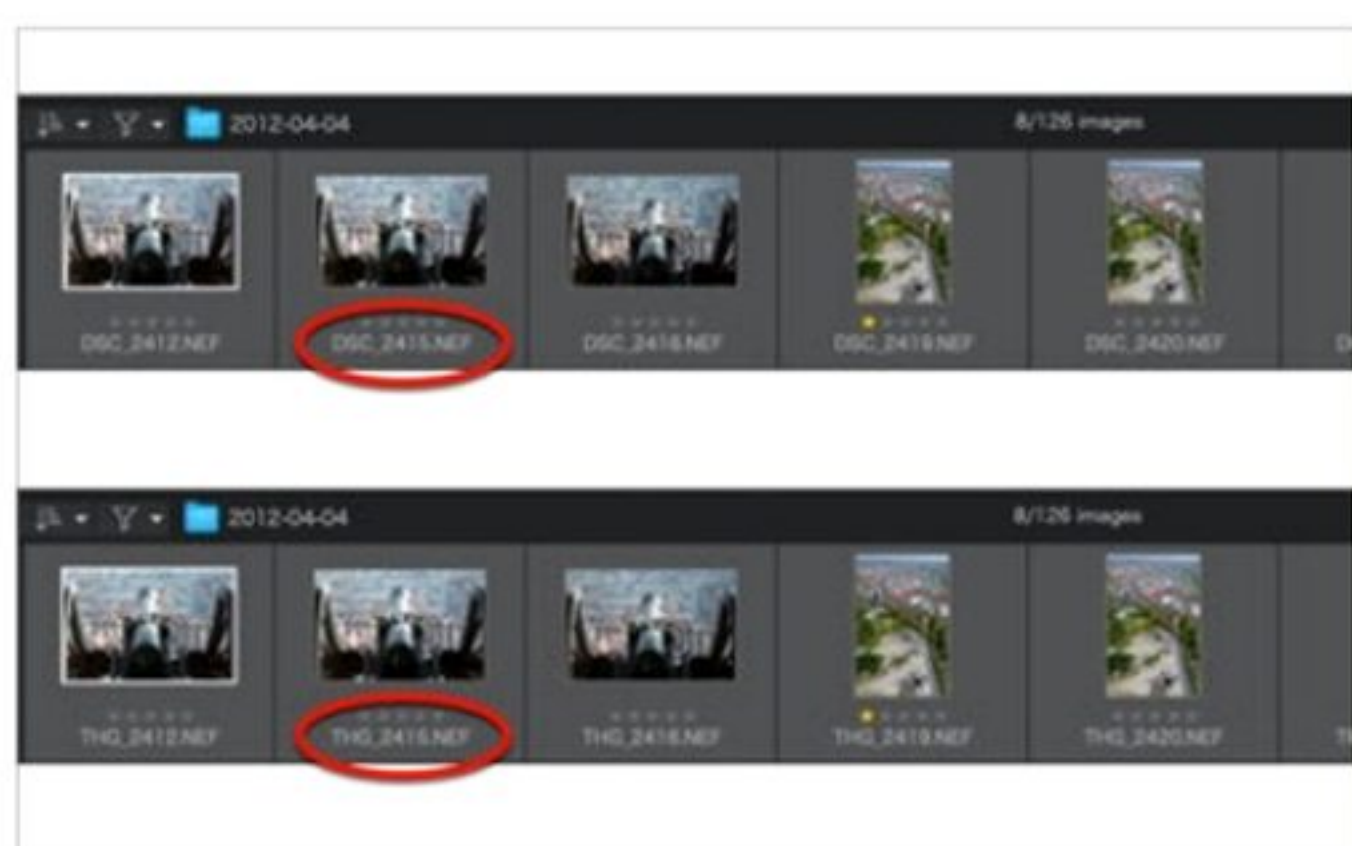 2012-04-04 8/126 images
DSC_2412.NEF DSC_2415.NEF DSC_2416.NEF DSC_2419.NEF DSC_2420.NEF
2012-04-04 8/126 images
THG_2412.NEF THG_2415.NEF THG_2416.NEF THG_2419.NEF THG_2420.NEF